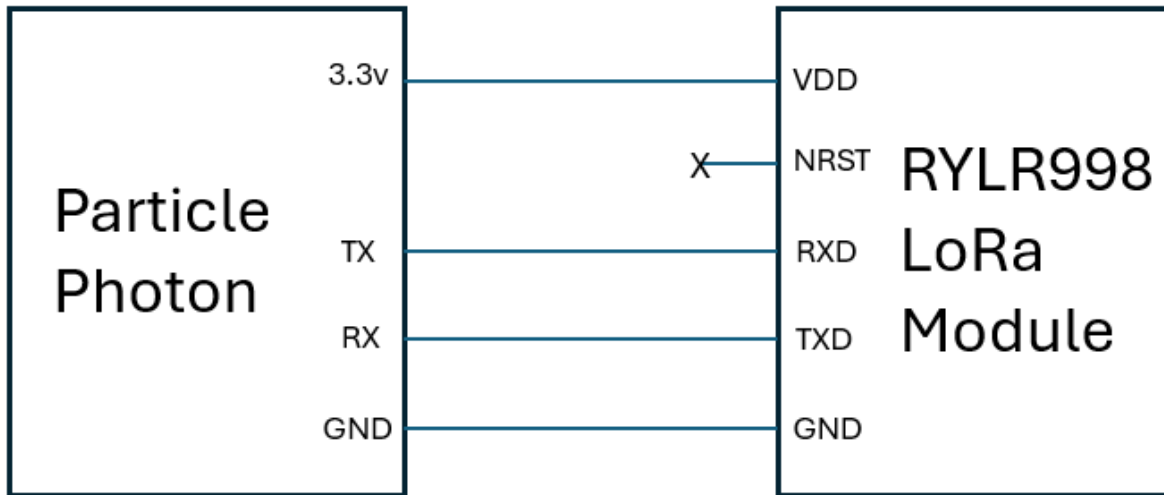 Particle
Photon
3.3v
TX
RX
GND
X
VDD
NRST
RXD
TXD
GND
RYLR998
LoRa
Module